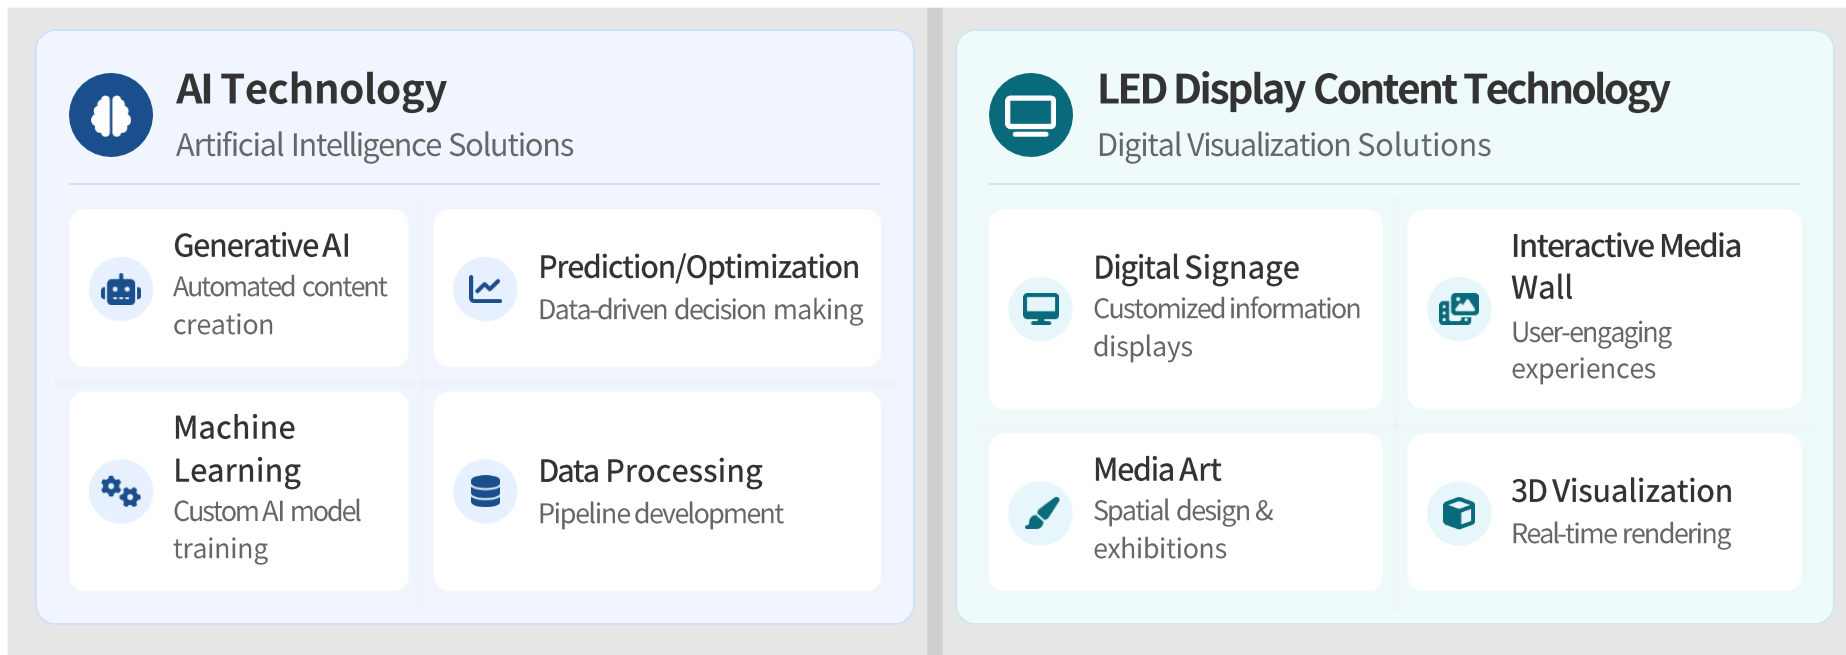 AI Technology
Artificial Intelligence Solutions
Generative AI
Automated content
creation
Prediction/Optimization
Data-driven decision making
Machine
Learning
Custom AI model
training
Data Processing
Pipeline development
LED Display Content Technology
Digital Visualization Solutions
Digital Signage
Customized information
displays
Interactive Media
Wall
User-engaging
experiences
Media Art
Spatial design &
exhibitions
3D Visualization
Real-time rendering